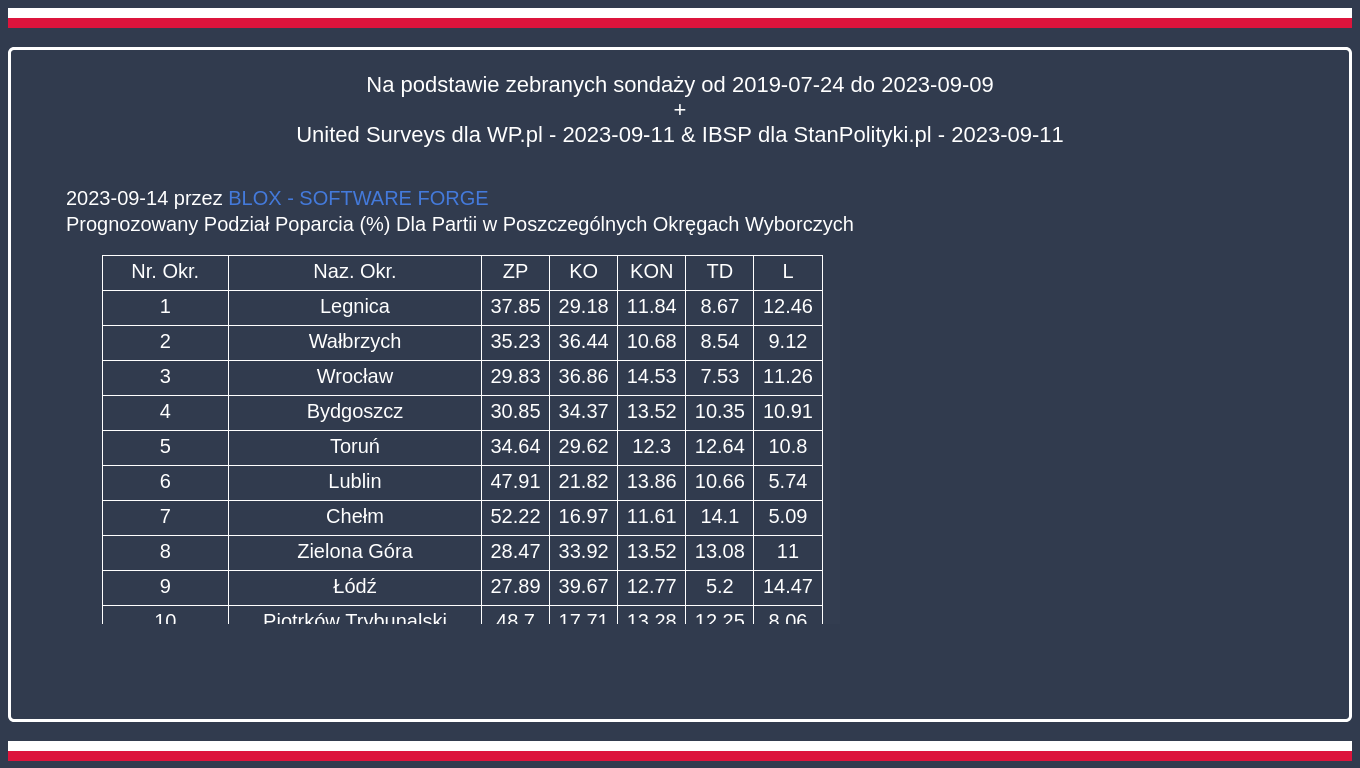 Na podstawie zebranych sondaży od 2019-07-24 do 2023-09-09
+
United Surveys dla WP.pl - 2023-09-11 & IBSP dla StanPolityki.pl - 2023-09-11
2023-09-14 przez BLOX - SOFTWARE FORGE
Prognozowany Podział Poparcia (%) Dla Partii w Poszczególnych Okręgach Wyborczych
Nr. Okr. Naz. Okr. ZP KO KON TD L
1 Legnica 37.85 29.18 11.84 8.67 12.46
2 Wałbrzych 35.23 36.44 10.68 8.54 9.12
3 Wrocław 29.83 36.86 14.53 7.53 11.26
4 Bydgoszcz 30.85 34.37 13.52 10.35 10.91
5 Toruń 34.64 29.62 12.3 12.64 10.8
6 Lublin 47.91 21.82 13.86 10.66 5.74
7 Chełm 52.22 16.97 11.61 14.1 5.09
8 Zielona Góra 28.47 33.92 13.52 13.08 11
9 Łódź 27.89 39.67 12.77 5.2 14.47
10 Piotrków Trybunalski 48.7 17.71 13.28 12.25 8.06